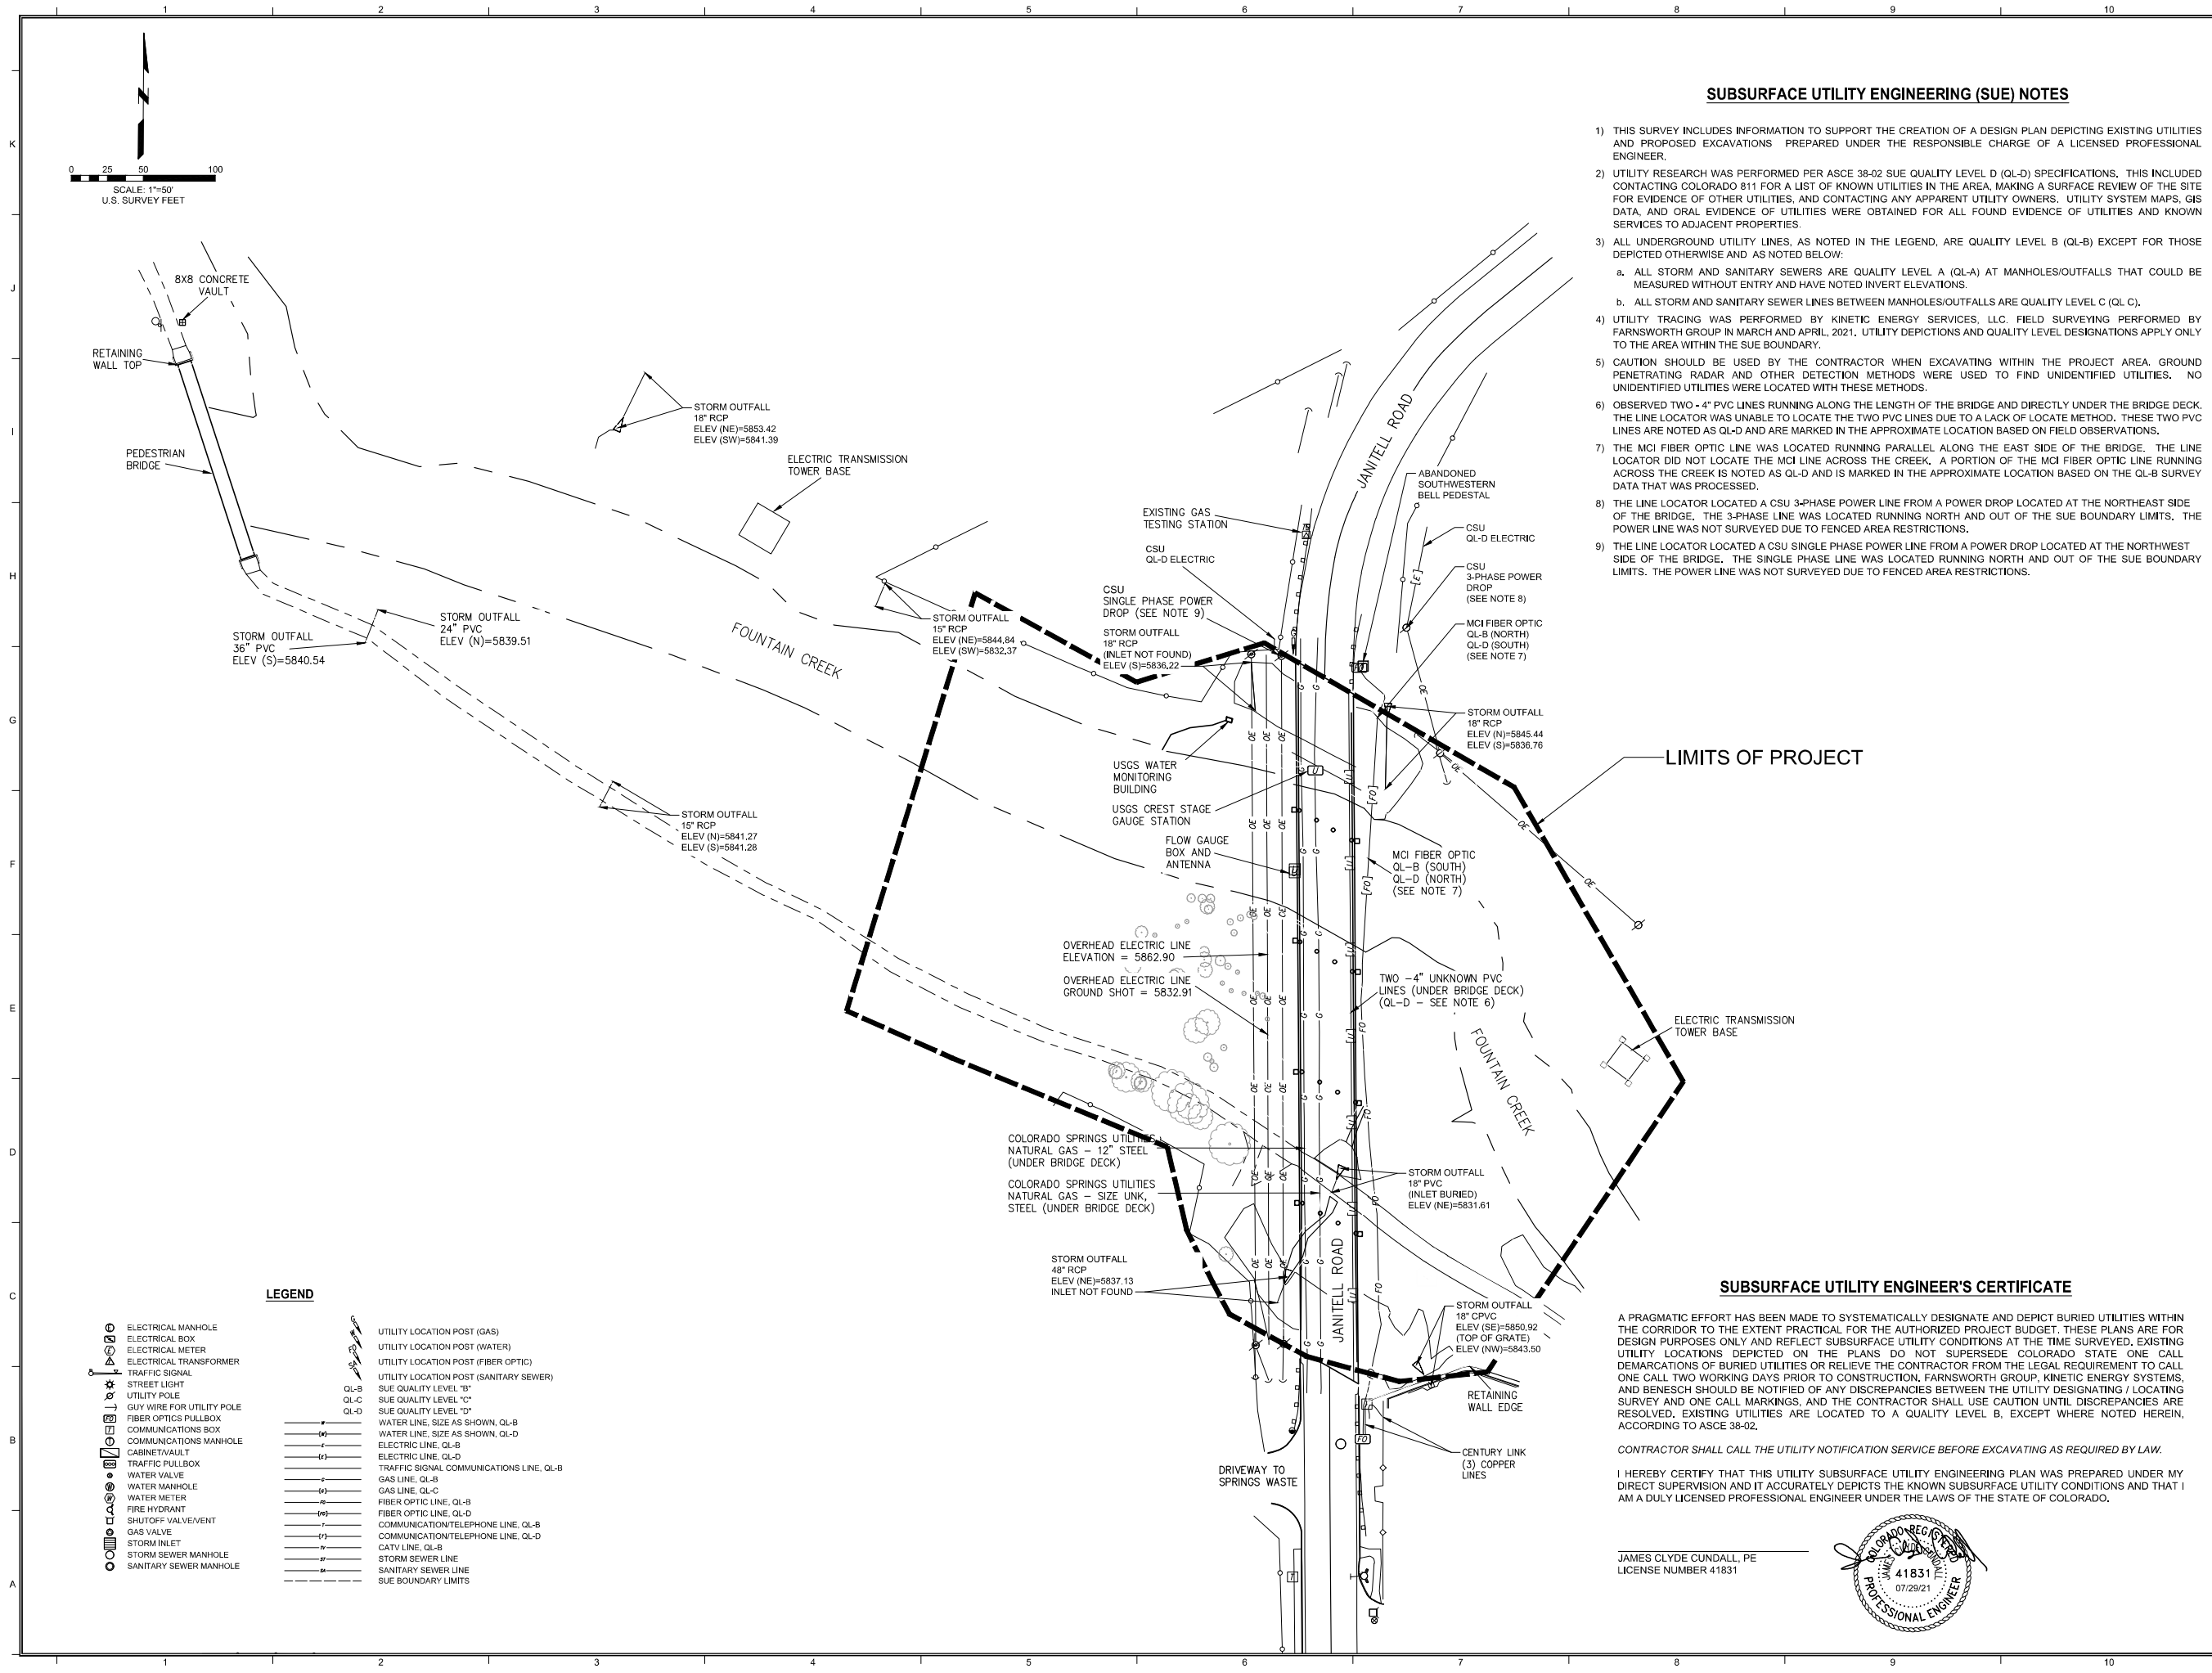 1 2 3 4 5 6 7 8 9 10
K
J
I
H
G
F
E
D
C
B
A
N
0 25 50 100
SCALE: 1"=50'
U.S. SURVEY FEET
8X8 CONCRETE
VAULT
RETAINING
WALL TOP
PEDESTRIAN
BRIDGE
STORM OUTFALL
36" PVC
ELEV (S)=5840.54
STORM OUTFALL
24" PVC
ELEV (N)=5839.51
STORM OUTFALL
18" RCP
ELEV (NE)=5853.42
ELEV (SW)=5841.39
ELECTRIC TRANSMISSION
TOWER BASE
FOUNTAIN CREEK
STORM OUTFALL
15" RCP
ELEV (N)=5841.27
ELEV (S)=5841.28
STORM OUTFALL
15" RCP
ELEV (NE)=5844.84
ELEV (SW)=5832.37
EXISTING GAS
TESTING STATION
CSU
QL-D ELECTRIC
CSU
SINGLE PHASE POWER
DROP (SEE NOTE 9)
STORM OUTFALL
18" RCP
(INLET NOT FOUND)
ELEV (S)=5836.22
JANITELL ROAD
ABANDONED
SOUTHWESTERN
BELL PEDESTAL
CSU
QL-D ELECTRIC
CSU
3-PHASE POWER
DROP
(SEE NOTE 8)
MCI FIBER OPTIC
QL-B (NORTH)
QL-D (SOUTH)
(SEE NOTE 7)
STORM OUTFALL
18" RCP
ELEV (N)=5845.44
ELEV (S)=5836.76
LIMITS OF PROJECT
USGS WATER
MONITORING
BUILDING
USGS CREST STAGE
GAUGE STATION
FLOW GAUGE
BOX AND
ANTENNA
MCI FIBER OPTIC
QL-B (SOUTH)
QL-D (NORTH)
(SEE NOTE 7)
OVERHEAD ELECTRIC LINE
ELEVATION = 5862.90
OVERHEAD ELECTRIC LINE
GROUND SHOT = 5832.91
TWO -4" UNKNOWN PVC
LINES (UNDER BRIDGE DECK)
(QL-D - SEE NOTE 6)
ELECTRIC TRANSMISSION
TOWER BASE
FOUNTAIN CREEK
COLORADO SPRINGS UTILITIES
NATURAL GAS - 12" STEEL
(UNDER BRIDGE DECK)
COLORADO SPRINGS UTILITIES
NATURAL GAS - SIZE UNK,
STEEL (UNDER BRIDGE DECK)
STORM OUTFALL
18" PVC
(INLET BURIED)
ELEV (NE)=5831.61
STORM OUTFALL
48" RCP
ELEV (NE)=5837.13
INLET NOT FOUND
JANITELL ROAD
STORM OUTFALL
18" CPVC
ELEV (SE)=5850.92
(TOP OF GRATE)
ELEV (NW)=5843.50
RETAINING
WALL EDGE
CENTURY LINK
(3) COPPER
LINES
DRIVEWAY TO
SPRINGS WASTE
SUBSURFACE UTILITY ENGINEERING (SUE) NOTES
1) THIS SURVEY INCLUDES INFORMATION TO SUPPORT THE CREATION OF A DESIGN PLAN DEPICTING EXISTING UTILITIES
AND PROPOSED EXCAVATIONS PREPARED UNDER THE RESPONSIBLE CHARGE OF A LICENSED PROFESSIONAL
ENGINEER.
2) UTILITY RESEARCH WAS PERFORMED PER ASCE 38-02 SUE QUALITY LEVEL D (QL-D) SPECIFICATIONS. THIS INCLUDED
CONTACTING COLORADO 811 FOR A LIST OF KNOWN UTILITIES IN THE AREA, MAKING A SURFACE REVIEW OF THE SITE
FOR EVIDENCE OF OTHER UTILITIES, AND CONTACTING ANY APPARENT UTILITY OWNERS. UTILITY SYSTEM MAPS, GIS
DATA, AND ORAL EVIDENCE OF UTILITIES WERE OBTAINED FOR ALL FOUND EVIDENCE OF UTILITIES AND KNOWN
SERVICES TO ADJACENT PROPERTIES.
3) ALL UNDERGROUND UTILITY LINES, AS NOTED IN THE LEGEND, ARE QUALITY LEVEL B (QL-B) EXCEPT FOR THOSE
DEPICTED OTHERWISE AND AS NOTED BELOW:
a. ALL STORM AND SANITARY SEWERS ARE QUALITY LEVEL A (QL-A) AT MANHOLES/OUTFALLS THAT COULD BE
MEASURED WITHOUT ENTRY AND HAVE NOTED INVERT ELEVATIONS.
b. ALL STORM AND SANITARY SEWER LINES BETWEEN MANHOLES/OUTFALLS ARE QUALITY LEVEL C (QL C).
4) UTILITY TRACING WAS PERFORMED BY KINETIC ENERGY SERVICES, LLC. FIELD SURVEYING PERFORMED BY
FARNSWORTH GROUP IN MARCH AND APRIL, 2021. UTILITY DEPICTIONS AND QUALITY LEVEL DESIGNATIONS APPLY ONLY
TO THE AREA WITHIN THE SUE BOUNDARY.
5) CAUTION SHOULD BE USED BY THE CONTRACTOR WHEN EXCAVATING WITHIN THE PROJECT AREA. GROUND
PENETRATING RADAR AND OTHER DETECTION METHODS WERE USED TO FIND UNIDENTIFIED UTILITIES. NO
UNIDENTIFIED UTILITIES WERE LOCATED WITH THESE METHODS.
6) OBSERVED TWO - 4" PVC LINES RUNNING ALONG THE LENGTH OF THE BRIDGE AND DIRECTLY UNDER THE BRIDGE DECK.
THE LINE LOCATOR WAS UNABLE TO LOCATE THE TWO PVC LINES DUE TO A LACK OF LOCATE METHOD. THESE TWO PVC
LINES ARE NOTED AS QL-D AND ARE MARKED IN THE APPROXIMATE LOCATION BASED ON FIELD OBSERVATIONS.
7) THE MCI FIBER OPTIC LINE WAS LOCATED RUNNING PARALLEL ALONG THE EAST SIDE OF THE BRIDGE. THE LINE
LOCATOR DID NOT LOCATE THE MCI LINE ACROSS THE CREEK. A PORTION OF THE MCI FIBER OPTIC LINE RUNNING
ACROSS THE CREEK IS NOTED AS QL-D AND IS MARKED IN THE APPROXIMATE LOCATION BASED ON THE QL-B SURVEY
DATA THAT WAS PROCESSED.
8) THE LINE LOCATOR LOCATED A CSU 3-PHASE POWER LINE FROM A POWER DROP LOCATED AT THE NORTHEAST SIDE
OF THE BRIDGE. THE 3-PHASE LINE WAS LOCATED RUNNING NORTH AND OUT OF THE SUE BOUNDARY LIMITS. THE
POWER LINE WAS NOT SURVEYED DUE TO FENCED AREA RESTRICTIONS.
9) THE LINE LOCATOR LOCATED A CSU SINGLE PHASE POWER LINE FROM A POWER DROP LOCATED AT THE NORTHWEST
SIDE OF THE BRIDGE. THE SINGLE PHASE LINE WAS LOCATED RUNNING NORTH AND OUT OF THE SUE BOUNDARY
LIMITS. THE POWER LINE WAS NOT SURVEYED DUE TO FENCED AREA RESTRICTIONS.
LEGEND
ELECTRICAL MANHOLE
ELECTRICAL BOX
ELECTRICAL METER
ELECTRICAL TRANSFORMER
TRAFFIC SIGNAL
STREET LIGHT
UTILITY POLE
GUY WIRE FOR UTILITY POLE
FIBER OPTICS PULLBOX
COMMUNICATIONS BOX
COMMUNICATIONS MANHOLE
CABINET/VAULT
TRAFFIC PULLBOX
WATER VALVE
WATER MANHOLE
WATER METER
FIRE HYDRANT
SHUTOFF VALVE/VENT
GAS VALVE
STORM INLET
STORM SEWER MANHOLE
SANITARY SEWER MANHOLE
UTILITY LOCATION POST (GAS)
UTILITY LOCATION POST (WATER)
UTILITY LOCATION POST (FIBER OPTIC)
UTILITY LOCATION POST (SANITARY SEWER)
QL-B SUE QUALITY LEVEL "B"
QL-C SUE QUALITY LEVEL "C"
QL-D SUE QUALITY LEVEL "D"
WATER LINE, SIZE AS SHOWN, QL-B
WATER LINE, SIZE AS SHOWN, QL-D
ELECTRIC LINE, QL-B
ELECTRIC LINE, QL-D
TRAFFIC SIGNAL COMMUNICATIONS LINE, QL-B
GAS LINE, QL-B
GAS LINE, QL-C
FIBER OPTIC LINE, QL-B
FIBER OPTIC LINE, QL-D
COMMUNICATION/TELEPHONE LINE, QL-B
COMMUNICATION/TELEPHONE LINE, QL-D
CATV LINE, QL-B
STORM SEWER LINE
SANITARY SEWER LINE
SUE BOUNDARY LIMITS
SUBSURFACE UTILITY ENGINEER'S CERTIFICATE
A PRAGMATIC EFFORT HAS BEEN MADE TO SYSTEMATICALLY DESIGNATE AND DEPICT BURIED UTILITIES WITHIN
THE CORRIDOR TO THE EXTENT PRACTICAL FOR THE AUTHORIZED PROJECT BUDGET. THESE PLANS ARE FOR
DESIGN PURPOSES ONLY AND REFLECT SUBSURFACE UTILITY CONDITIONS AT THE TIME SURVEYED. EXISTING
UTILITY LOCATIONS DEPICTED ON THE PLANS DO NOT SUPERSEDE COLORADO STATE ONE CALL
DEMARCATIONS OF BURIED UTILITIES OR RELIEVE THE CONTRACTOR FROM THE LEGAL REQUIREMENT TO CALL
ONE CALL TWO WORKING DAYS PRIOR TO CONSTRUCTION. FARNSWORTH GROUP, KINETIC ENERGY SYSTEMS,
AND BENESCH SHOULD BE NOTIFIED OF ANY DISCREPANCIES BETWEEN THE UTILITY DESIGNATING / LOCATING
SURVEY AND ONE CALL MARKINGS, AND THE CONTRACTOR SHALL USE CAUTION UNTIL DISCREPANCIES ARE
RESOLVED. EXISTING UTILITIES ARE LOCATED TO A QUALITY LEVEL B, EXCEPT WHERE NOTED HEREIN,
ACCORDING TO ASCE 38-02.
CONTRACTOR SHALL CALL THE UTILITY NOTIFICATION SERVICE BEFORE EXCAVATING AS REQUIRED BY LAW.
I HEREBY CERTIFY THAT THIS UTILITY SUBSURFACE UTILITY ENGINEERING PLAN WAS PREPARED UNDER MY
DIRECT SUPERVISION AND IT ACCURATELY DEPICTS THE KNOWN SUBSURFACE UTILITY CONDITIONS AND THAT I
AM A DULY LICENSED PROFESSIONAL ENGINEER UNDER THE LAWS OF THE STATE OF COLORADO.
JAMES CLYDE CUNDALL, PE
LICENSE NUMBER 41831
COLORADO REGISTERED
JAMES CLYDE CUNDALL
41831
07/29/21
PROFESSIONAL ENGINEER
1 2 3 4 5 6 7 8 9 10